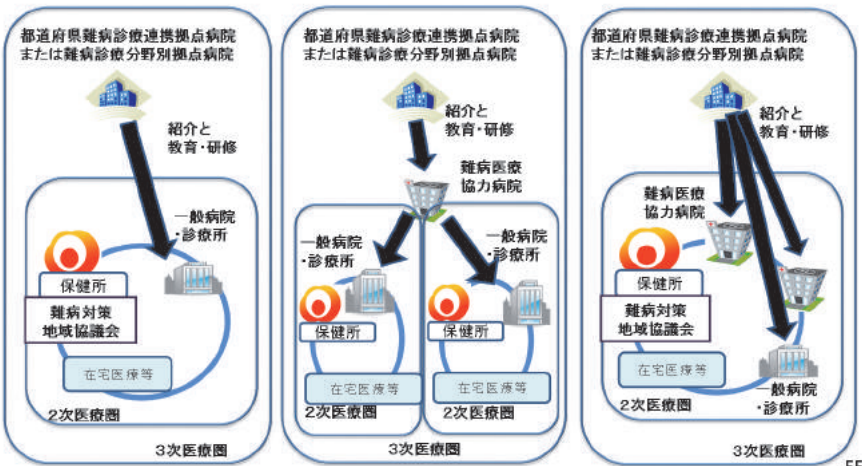 都道府県難病診療連携拠点病院
または難病診療分野別拠点病院
紹介と
教育・研修
一般病院
・診療所
保健所
難病対策
地域協議会
在宅医療等
2次医療圏
3次医療圏
都道府県難病診療連携拠点病院
または難病診療分野別拠点病院
紹介と
教育・研修
難病医療
協力病院
一般病院
・診療所
保健所
在宅医療等
2次医療圏
一般病院
・診療所
保健所
在宅医療等
2次医療圏
3次医療圏
都道府県難病診療連携拠点病院
または難病診療分野別拠点病院
紹介と
教育・研修
難病医療
協力病院
保健所
難病対策
地域協議会
在宅医療等
一般病院
・診療所
2次医療圏
3次医療圏